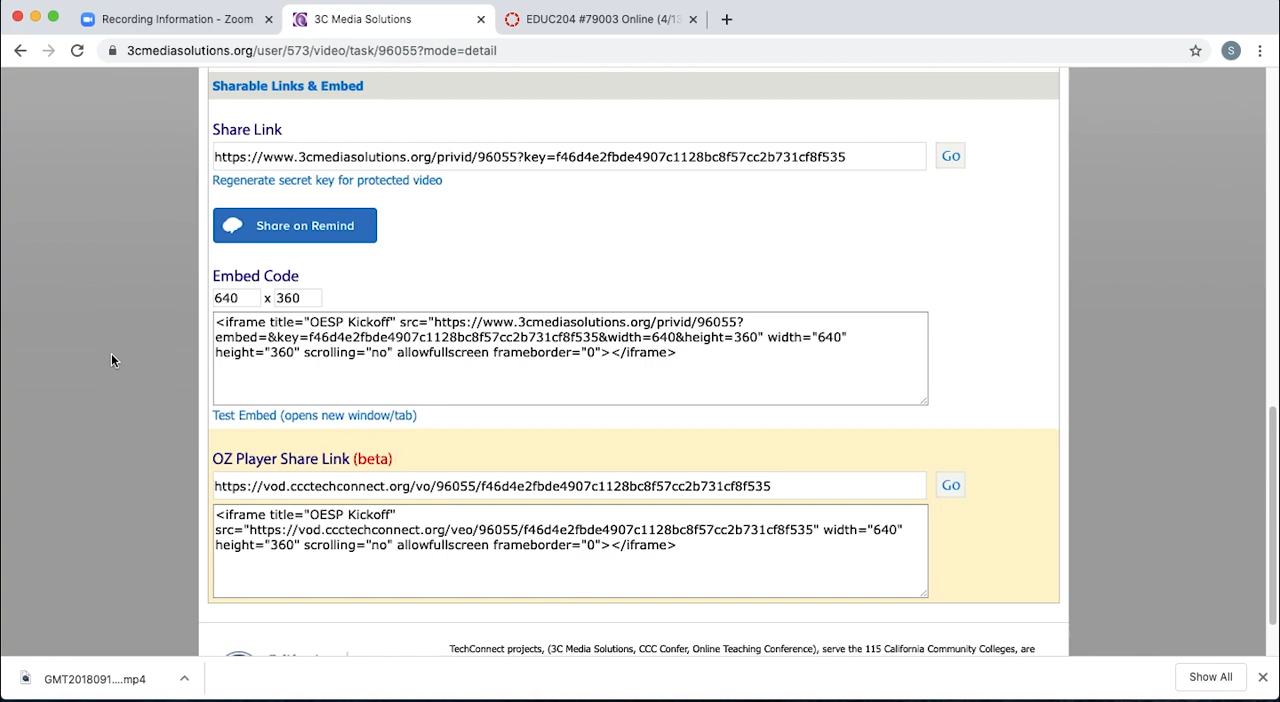 Recording Information - Zoom
3C Media Solutions
EDUC204 #79003 Online (4/13
3cmediasolutions.org/user/573/video/task/96055?mode=detail
S
Sharable Links & Embed
Share Link
https://www.3cmediasolutions.org/privid/96055?key=f46d4e2fbde4907c1128bc8f57cc2b731cf8f535
Go
Regenerate secret key for protected video
Share on Remind
Embed Code
640 x 360
<iframe title="OESP Kickoff" src="https://www.3cmediasolutions.org/privid/96055?
embed=&key=f46d4e2fbde4907c1128bc8f57cc2b731cf8f535&width=640&height=360" width="640"
height="360" scrolling="no" allowfullscreen frameborder="0"></iframe>
Test Embed (opens new window/tab)
OZ Player Share Link (beta)
https://vod.ccctechconnect.org/vo/96055/f46d4e2fbde4907c1128bc8f57cc2b731cf8f535
Go
<iframe title="OESP Kickoff"
src="https://vod.ccctechconnect.org/veo/96055/f46d4e2fbde4907c1128bc8f57cc2b731cf8f535" width="640"
height="360" scrolling="no" allowfullscreen frameborder="0"></iframe>
TechConnect projects, (3C Media Solutions, CCC Confer, Online Teaching Conference), serve the 115 California Community Colleges, are
GMT2018091....mp4
Show All